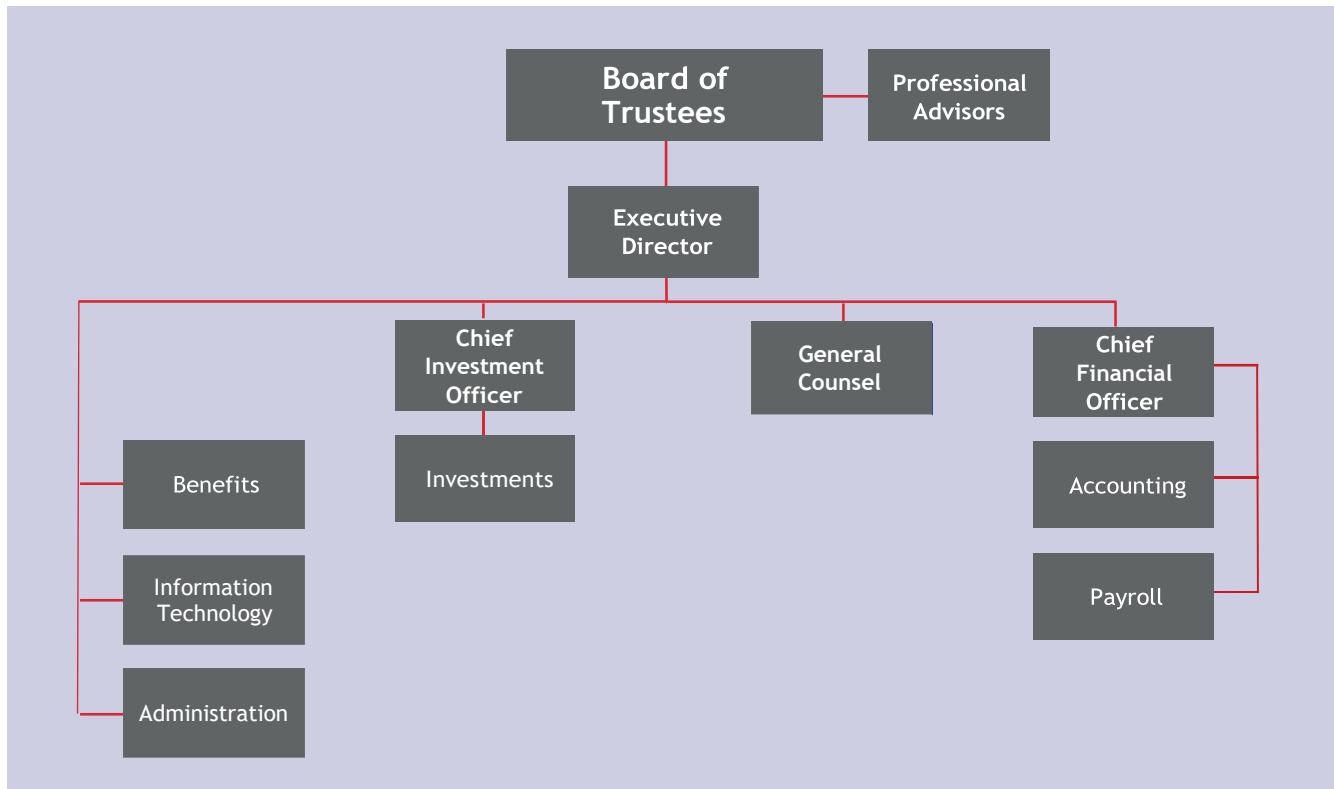 Board of
Trustees
Professional
Advisors
Executive
Director
Chief
Investment
Officer
General
Counsel
Chief
Financial
Officer
Benefits
Investments
Accounting
Information
Technology
Payroll
Administration